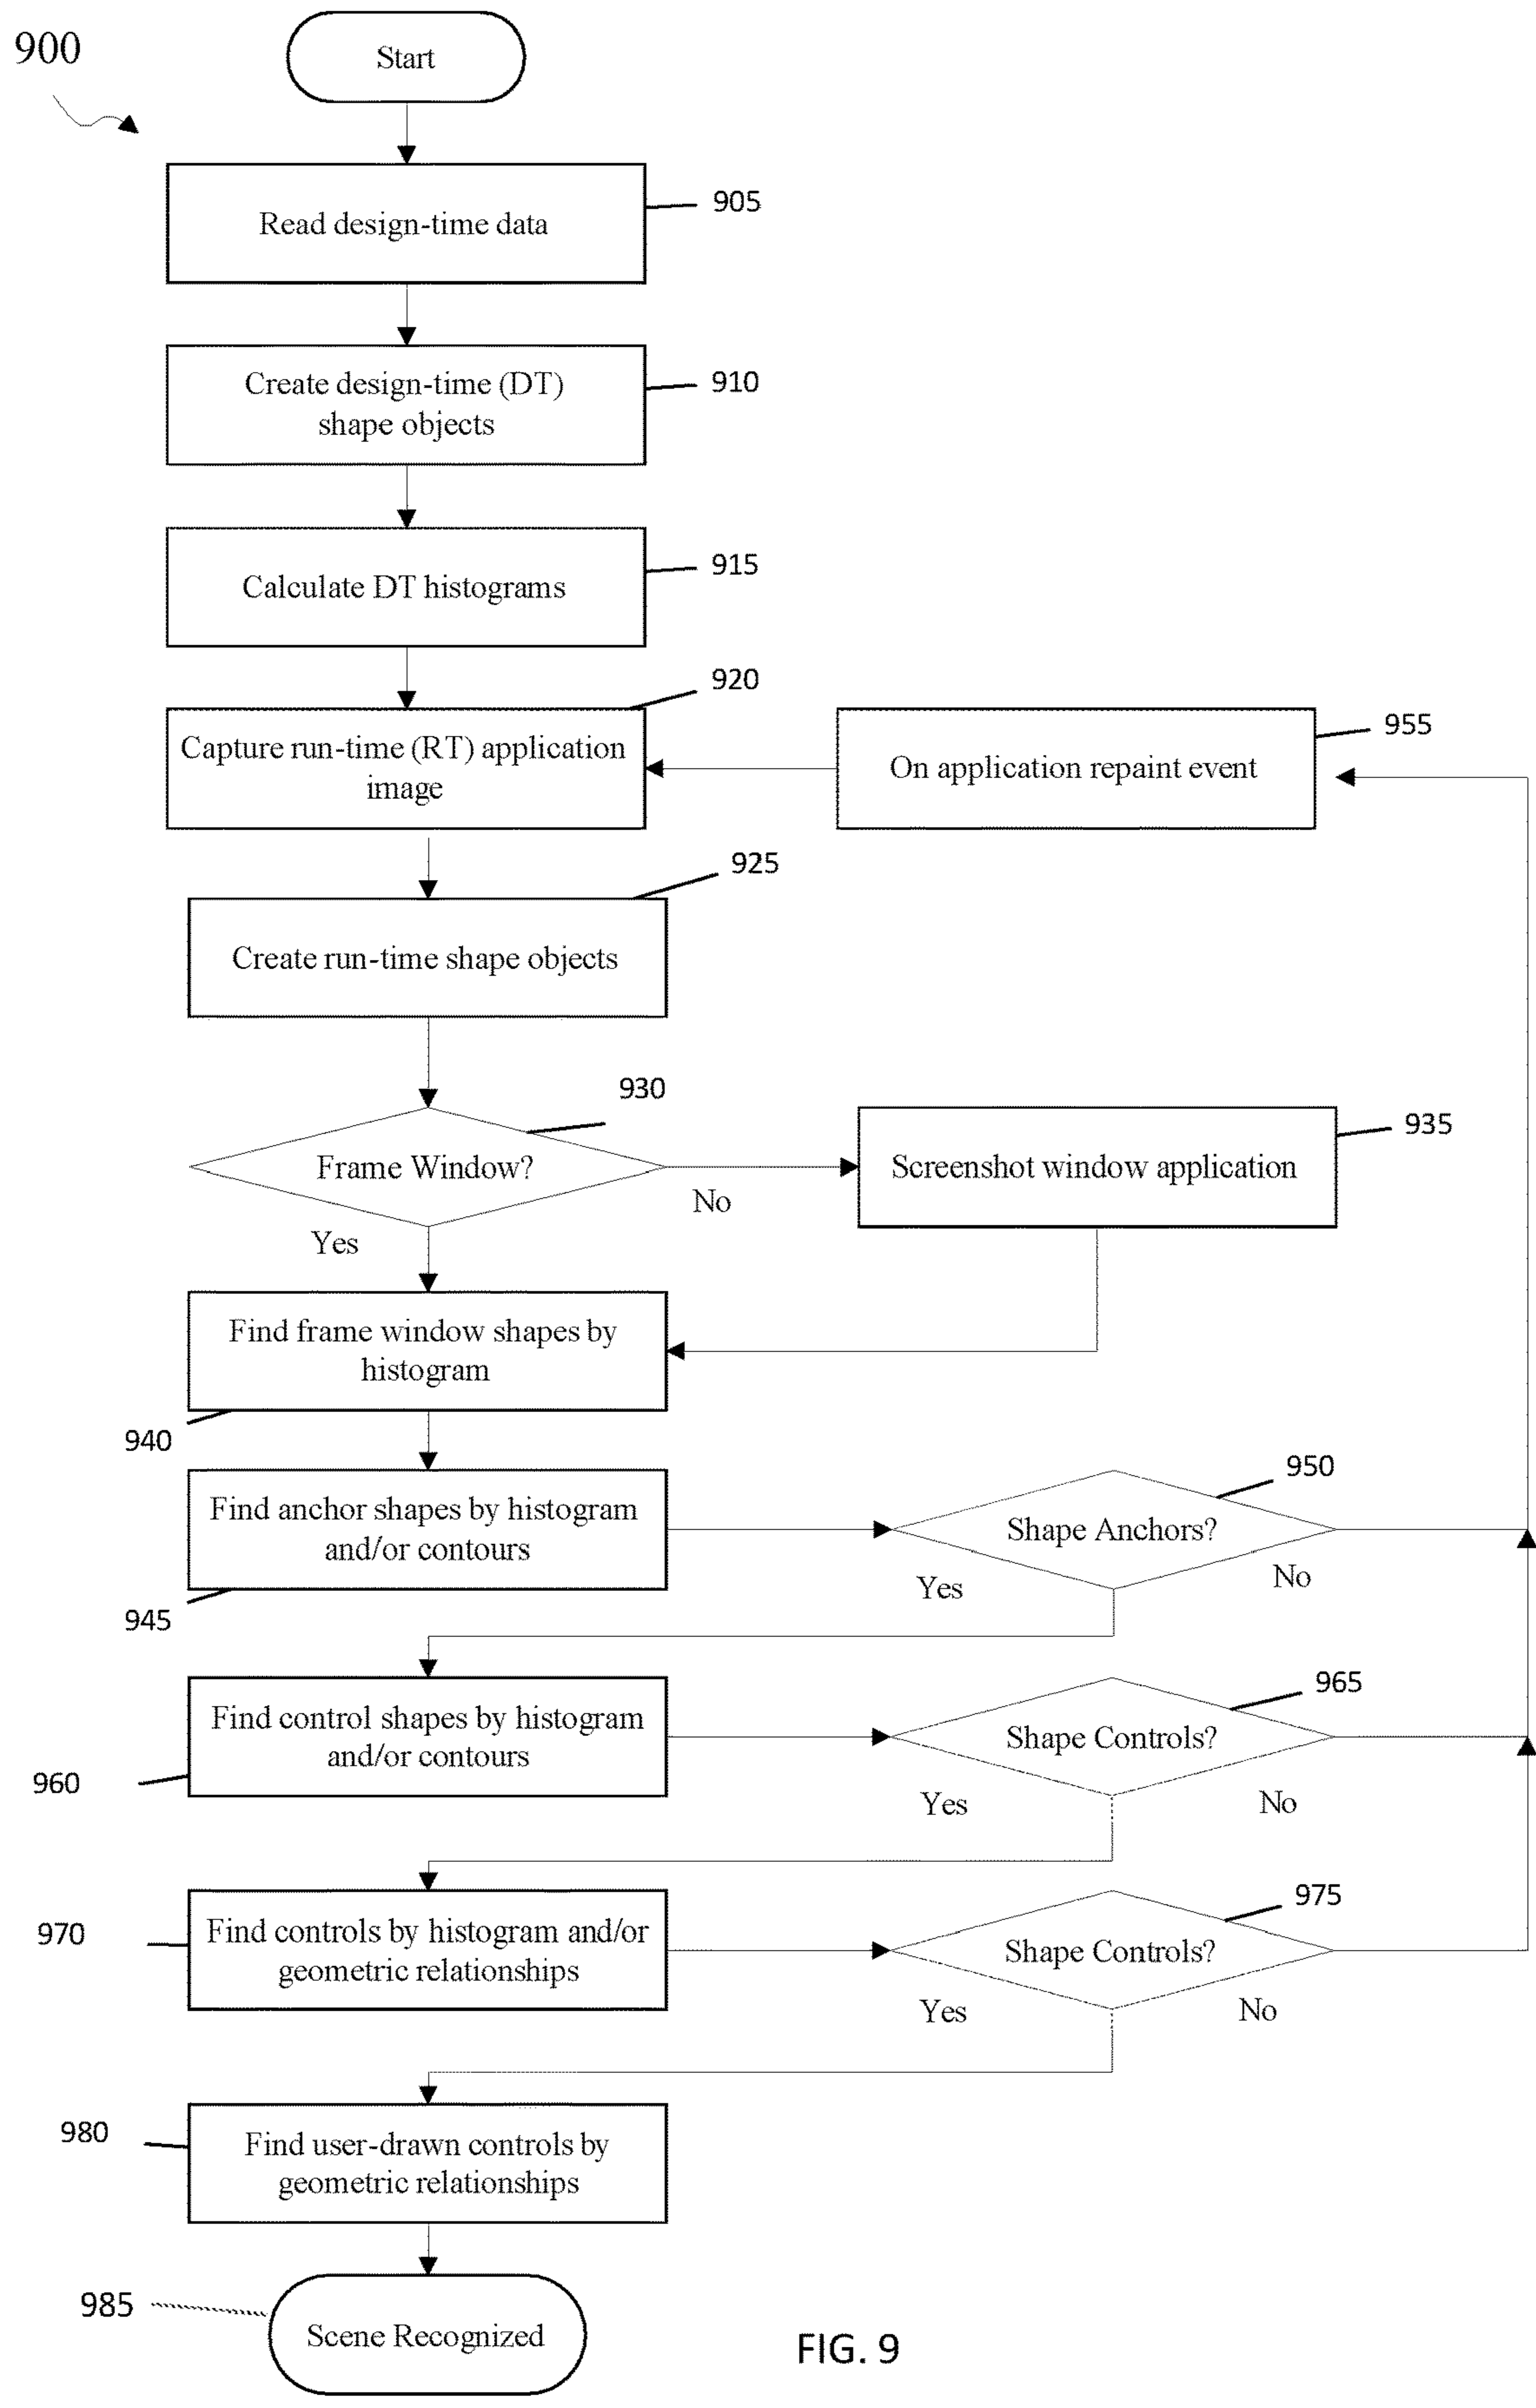 900
Start
Read design-time data
905
Create design-time (DT)
shape objects
910
Calculate DT histograms
915
920
Capture run-time (RT) application
image
On application repaint event
955
925
Create run-time shape objects
930
Frame Window?
No
Yes
Screenshot window application
935
Find frame window shapes by
histogram
940
Find anchor shapes by histogram
and/or contours
945
950
Shape Anchors?
Yes
No
Find control shapes by histogram
and/or contours
960
965
Shape Controls?
Yes
No
Find controls by histogram and/or
geometric relationships
970
975
Shape Controls?
Yes
No
Find user-drawn controls by
geometric relationships
980
Scene Recognized
985
FIG. 9